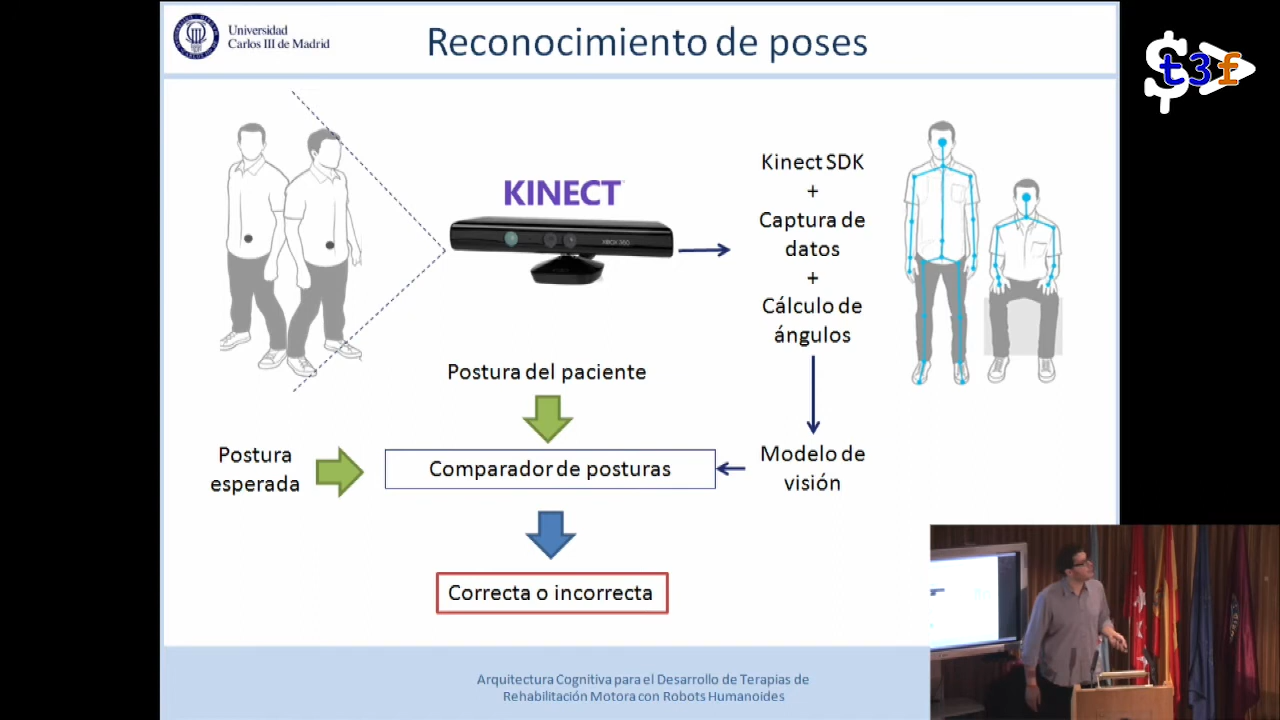 Universidad
Carlos III de Madrid
Reconocimiento de poses
t3f
KINECT
XBOX 360
Kinect SDK
+
Captura de
datos
+
Cálculo de
ángulos
Postura del paciente
Postura
esperada
Comparador de posturas
Modelo de
visión
Correcta o incorrecta
Arquitectura Cognitiva para el Desarrollo de Terapias de
Rehabilitación Motora con Robots Humanoides